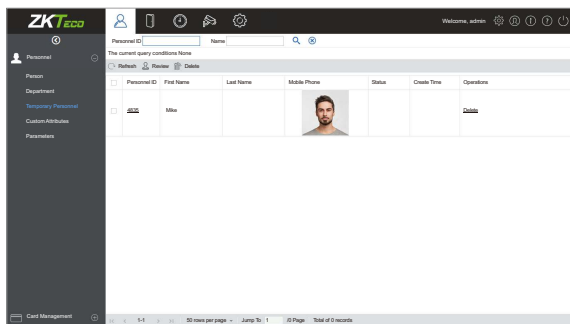 ZKTECO
Welcome, admin
Personnel ID Name
The current query conditions None
Refresh Review Delete
Personnel ID First Name Last Name Mobile Phone Status Create Time Operations
4835 Mike Delete
Personnel
Person
Department
Temporary Personnel
Custom Attributes
Parameters
Card Management
1-1 50 rows per page Jump To 1 /0 Page Total of 0 records